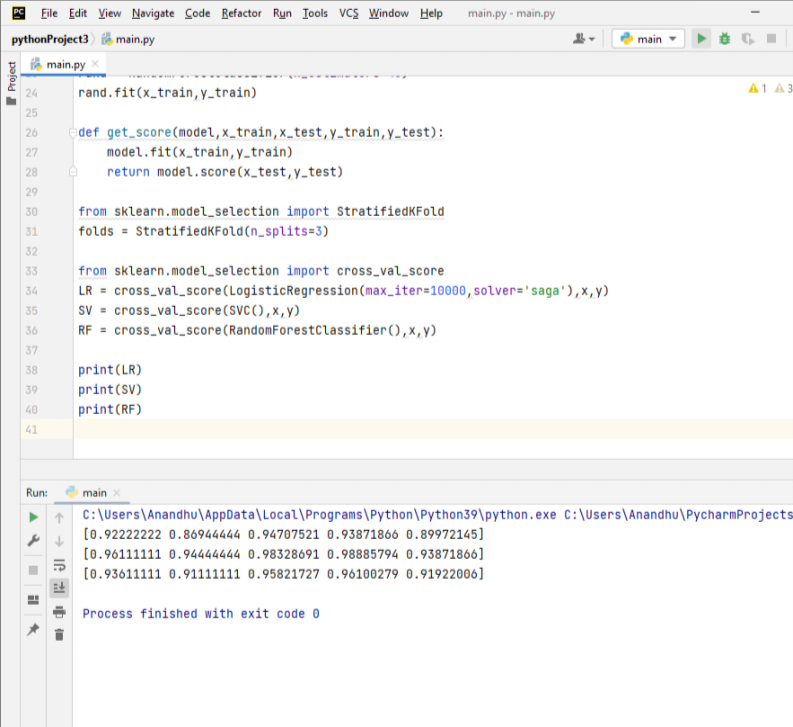 PC File Edit View Navigate Code Refactor Run Tools VCS Window Help main.py - main.py
pythonProject3 main.py main
Project
main.py
24 rand.fit(x_train,y_train)
1 3
25
26 def get_score(model,x_train,x_test,y_train,y_test):
27 model.fit(x_train,y_train)
28 return model.score(x_test,y_test)
29
30 from sklearn.model_selection import StratifiedKFold
31 folds = StratifiedKFold(n_splits=3)
32
33 from sklearn.model_selection import cross_val_score
34 LR = cross_val_score(LogisticRegression(max_iter=10000,solver='saga'),x,y)
35 SV = cross_val_score(SVC(),x,y)
36 RF = cross_val_score(RandomForestClassifier(),x,y)
37
38 print(LR)
39 print(SV)
40 print(RF)
41
Run: main
C:\Users\Anandhu\AppData\Local\Programs\Python\Python39\python.exe C:\Users\Anandhu\PycharmProjects
[0.92222222 0.86944444 0.94707521 0.93871866 0.89972145]
[0.96111111 0.94444444 0.98328691 0.98885794 0.93871866]
[0.93611111 0.91111111 0.95821727 0.96100279 0.91922006]
Process finished with exit code 0